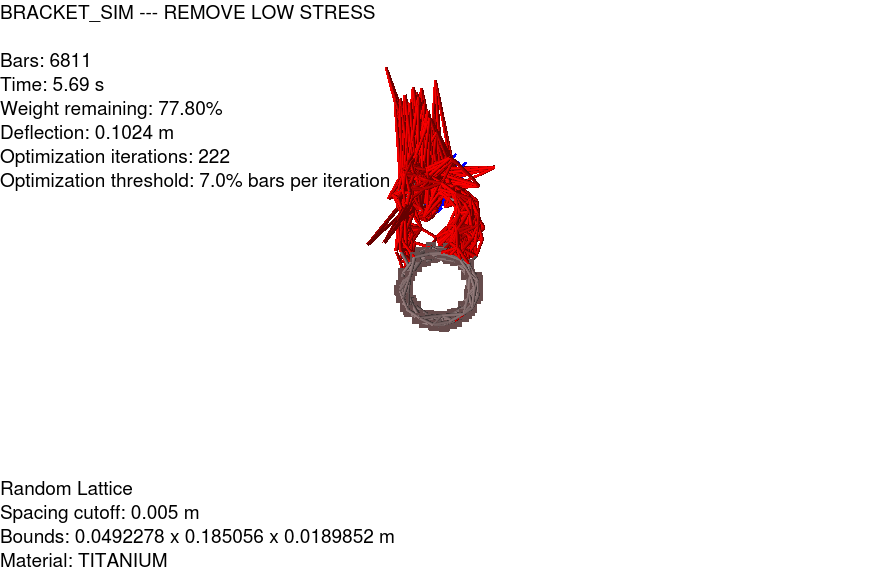 BRACKET_SIM --- REMOVE LOW STRESS
Bars: 6811
Time: 5.69 s
Weight remaining: 77.80%
Deflection: 0.1024 m
Optimization iterations: 222
Optimization threshold: 7.0% bars per iteration
Random Lattice
Spacing cutoff: 0.005 m
Bounds: 0.0492278 x 0.185056 x 0.0189852 m
Material: TITANIUM